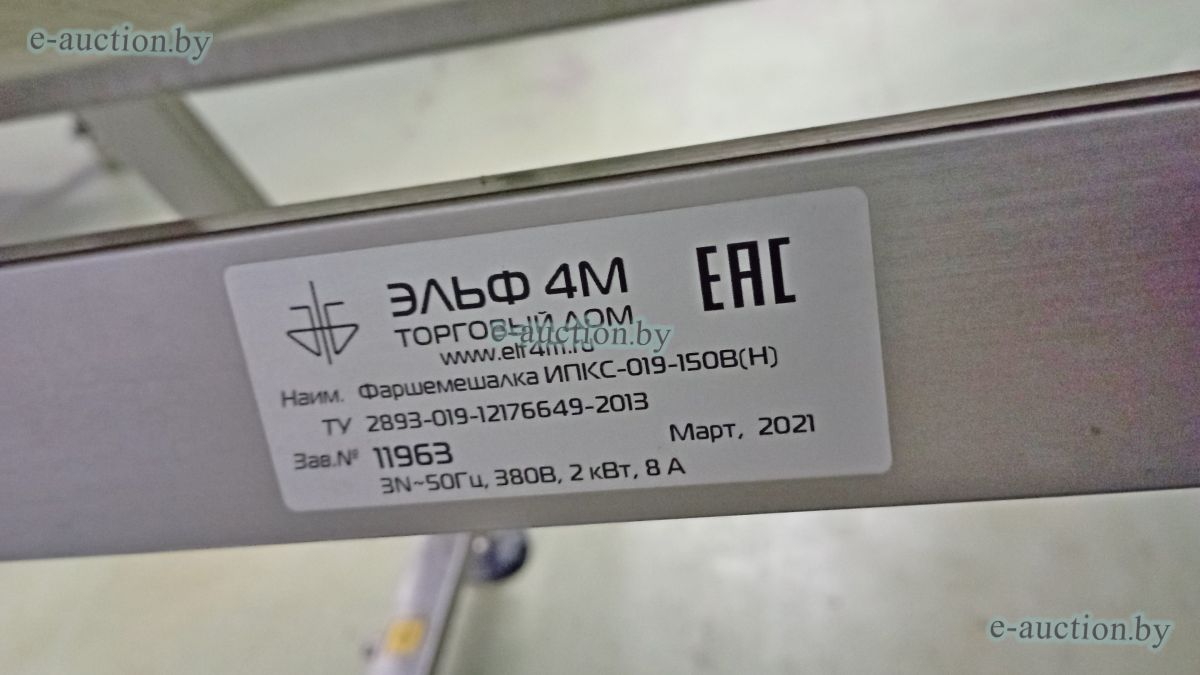 e-auction.by
ЭЛЬФ 4М
ЕАС
ТОРГОВЫЙ ДОМ
e-auction.by
www.elf4m.ru
Наим. Фаршемешалка ИПКС-019-150В(Н)
ТУ 2893-019-12176649-2013
Зав.№ 11963
Март, 2021
3N~50Гц, 380В, 2 кВт, 8 А
e-auction.by